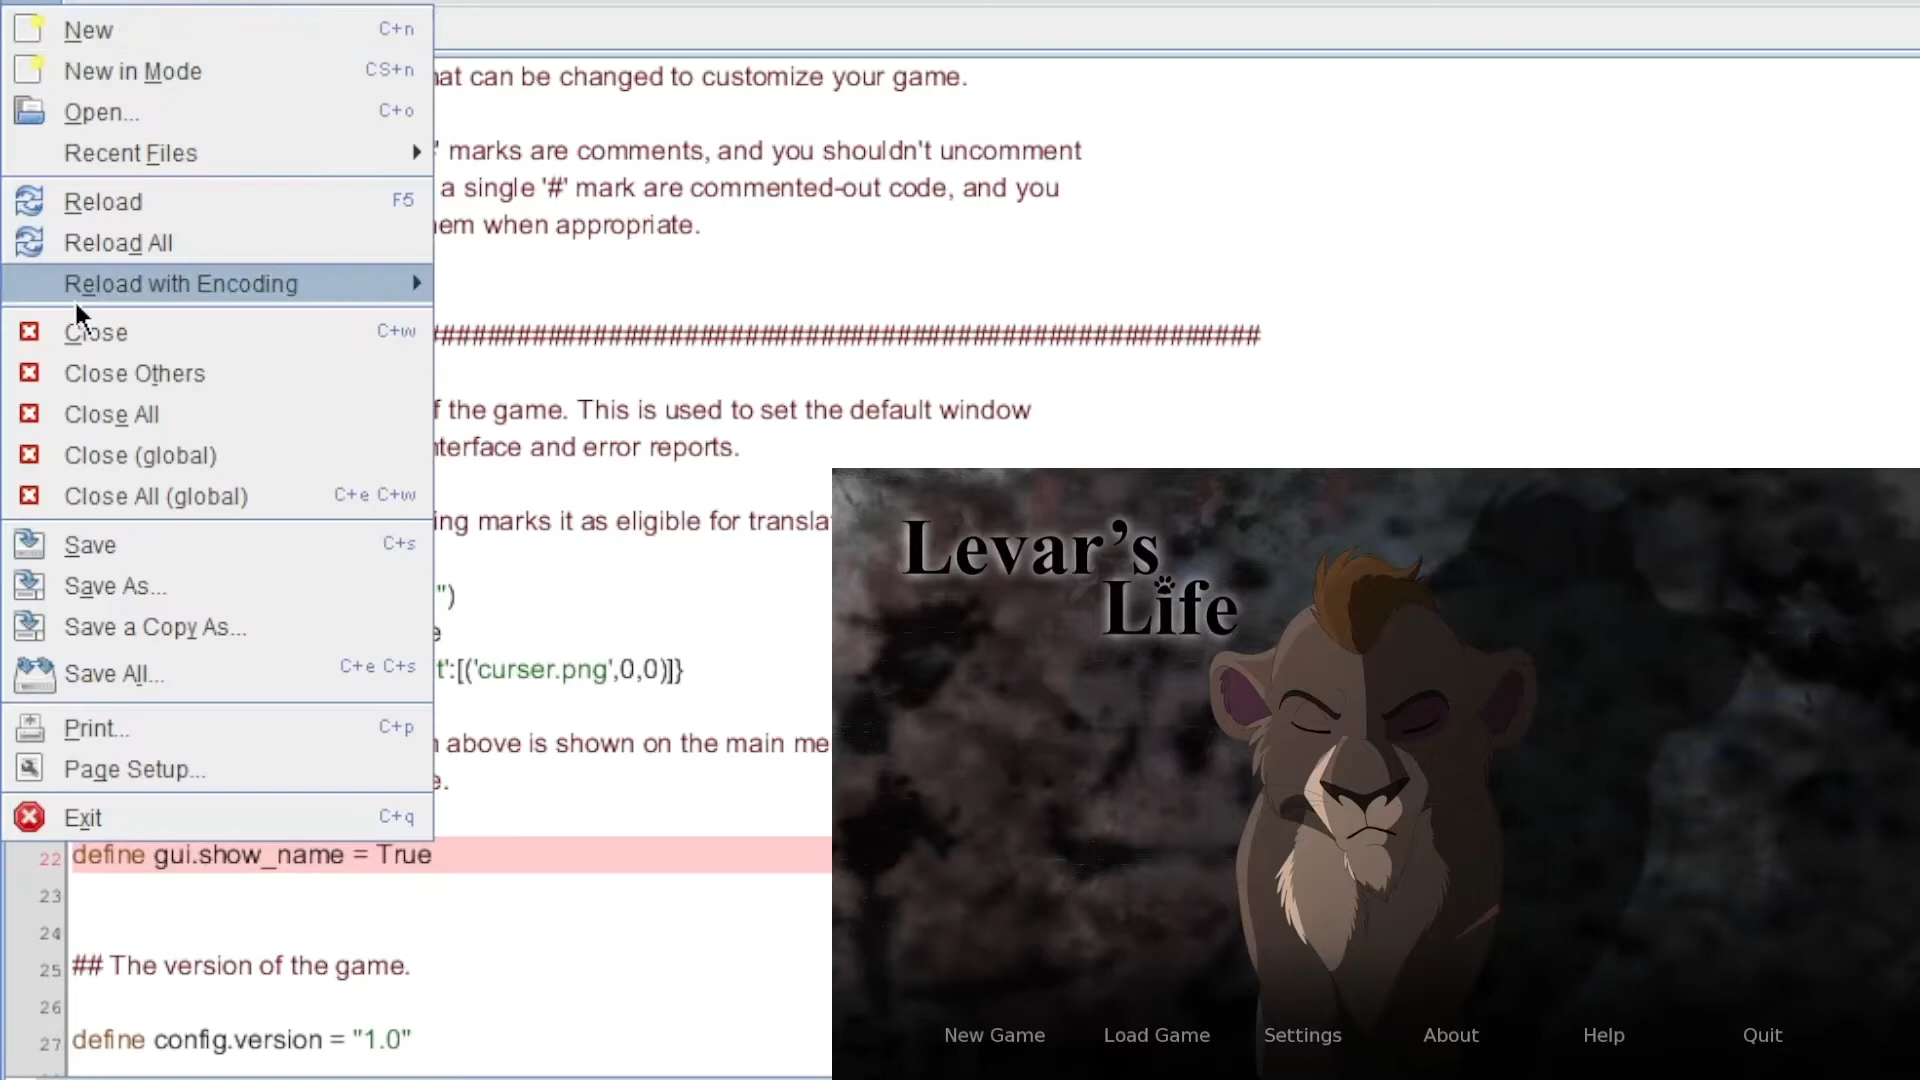 New C+n
New in Mode CS+n
Open... C+o
Recent Files
Reload F5
Reload All
Reload with Encoding
Close C+w
Close Others
Close All
Close (global)
Close All (global) C+e C+w
Save C+s
Save As...
Save a Copy As...
Save All... C+e C+s
Print... C+p
Page Setup...
Exit C+q
at can be changed to customize your game.
' marks are comments, and you shouldn't uncomment
a single '#' mark are commented-out code, and you
em when appropriate.
######################################################
f the game. This is used to set the default window
terface and error reports.
ing marks it as eligible for transla
")
e
t':[('curser.png',0,0)]}
above is shown on the main me
e.
22 define gui.show_name = True
23
24
25 ## The version of the game.
26
27 define config.version = "1.0"
Levar's
Life
New Game Load Game Settings About Help Quit